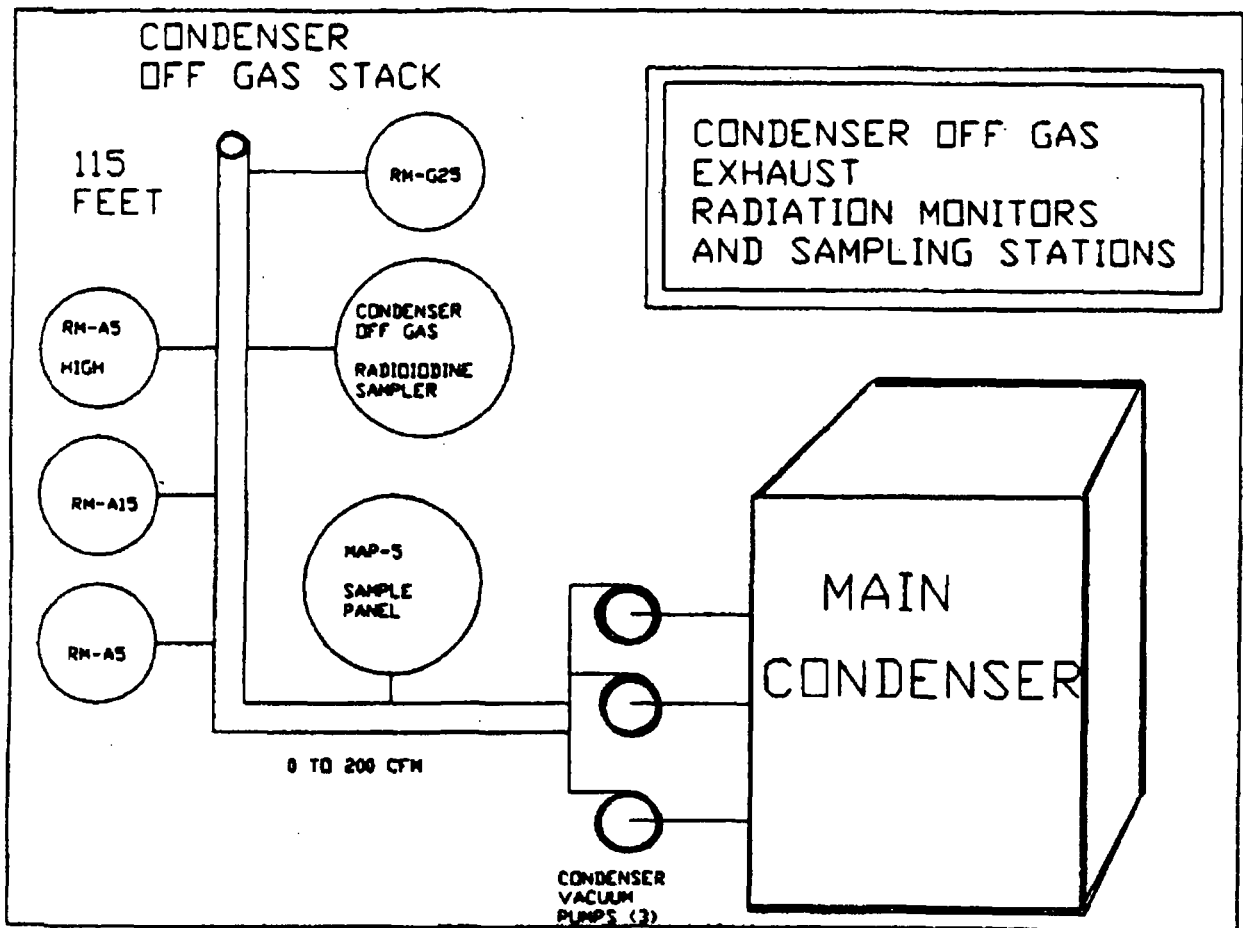 CONDENSER
OFF GAS STACK
115
FEET
RM-G25
CONDENSER OFF GAS
EXHAUST
RADIATION MONITORS
AND SAMPLING STATIONS
RM-A5
HIGH
CONDENSER
OFF GAS
RADIOIODINE
SAMPLER
RM-A15
MAP-5
SAMPLE
PANEL
RM-A5
MAIN
CONDENSER
0 TO 200 CFM
CONDENSER
VACUUM
PUMPS (3)